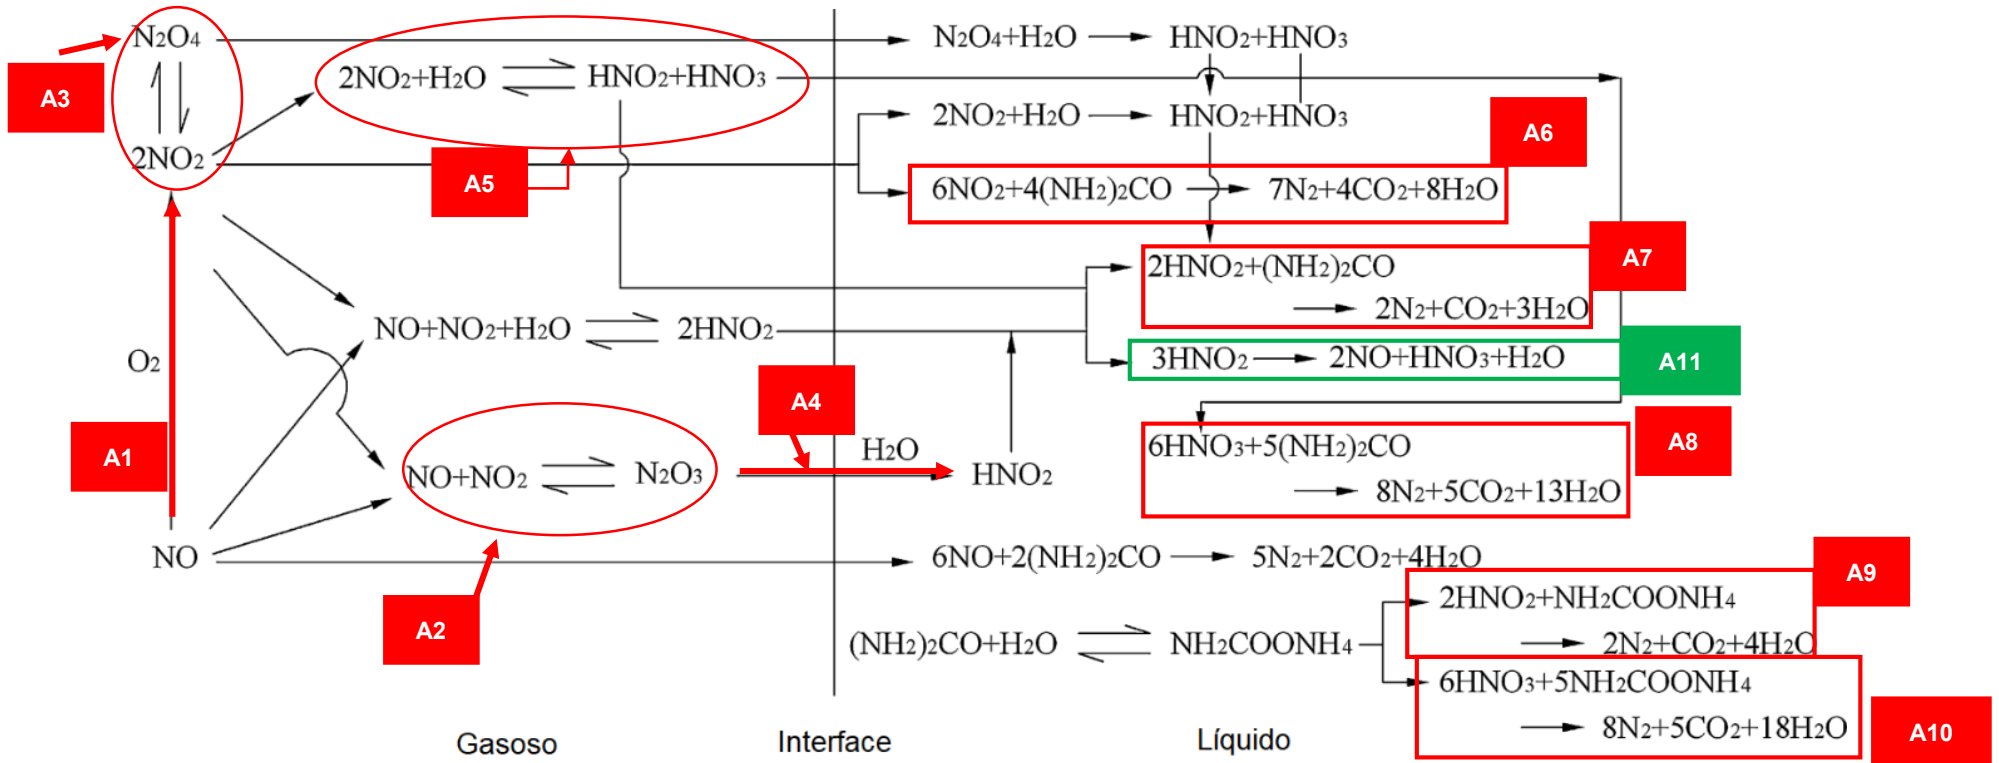 N2O4
N2O4+H2O
HNO2+HNO3
A3
2NO2+H2O
HNO2+HNO3
2NO2+H2O
HNO2+HNO3
A6
2NO2
A5
6NO2+4(NH2)2CO
7N2+4CO2+8H2O
A7
2HNO2+(NH2)2CO
2N2+CO2+3H2O
NO+NO2+H2O
2HNO2
O2
3HNO2
2NO+HNO3+H2O
A11
A4
A1
H2O
A8
6HNO3+5(NH2)2CO
NO+NO2
N2O3
HNO2
8N2+5CO2+13H2O
NO
6NO+2(NH2)2CO
5N2+2CO2+4H2O
A9
A2
2HNO2+NH2COONH4
2N2+CO2+4H2O
(NH2)2CO+H2O
NH2COONH4
6HNO3+5NH2COONH4
8N2+5CO2+18H2O
A10
Gasoso
Interface
Líquido